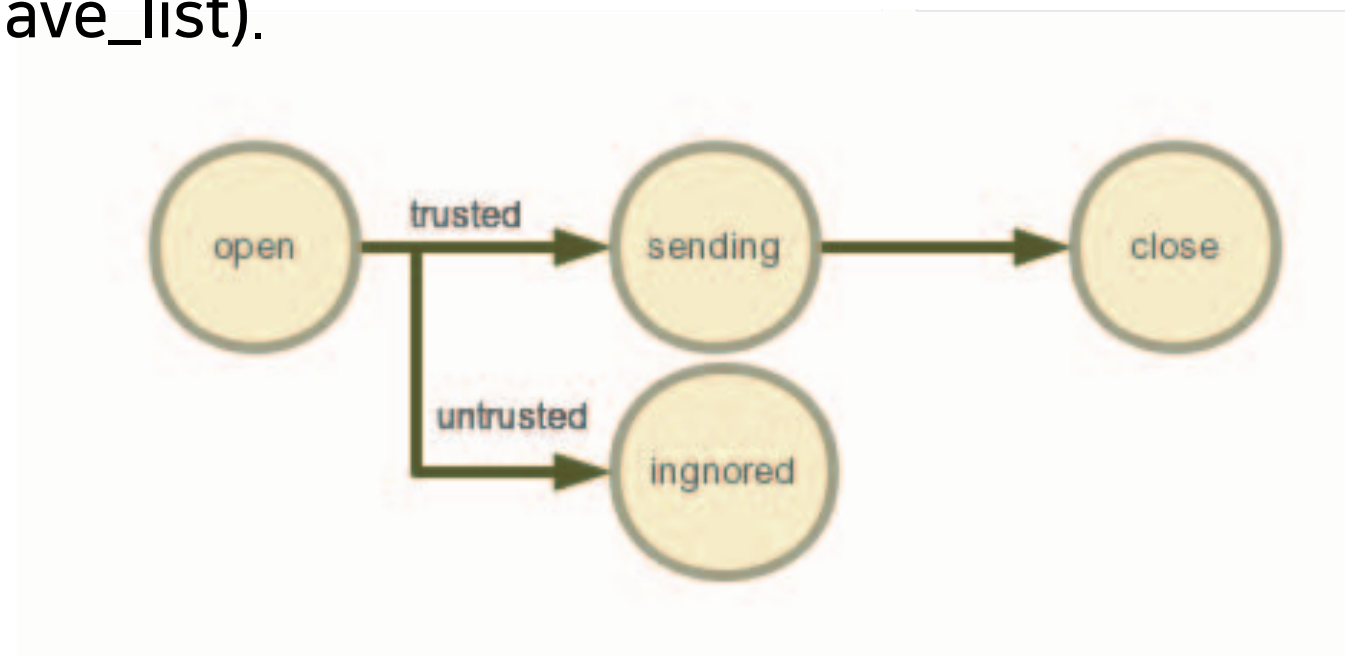 ave_list).
trusted
open
sending
close
untrusted
ingnored